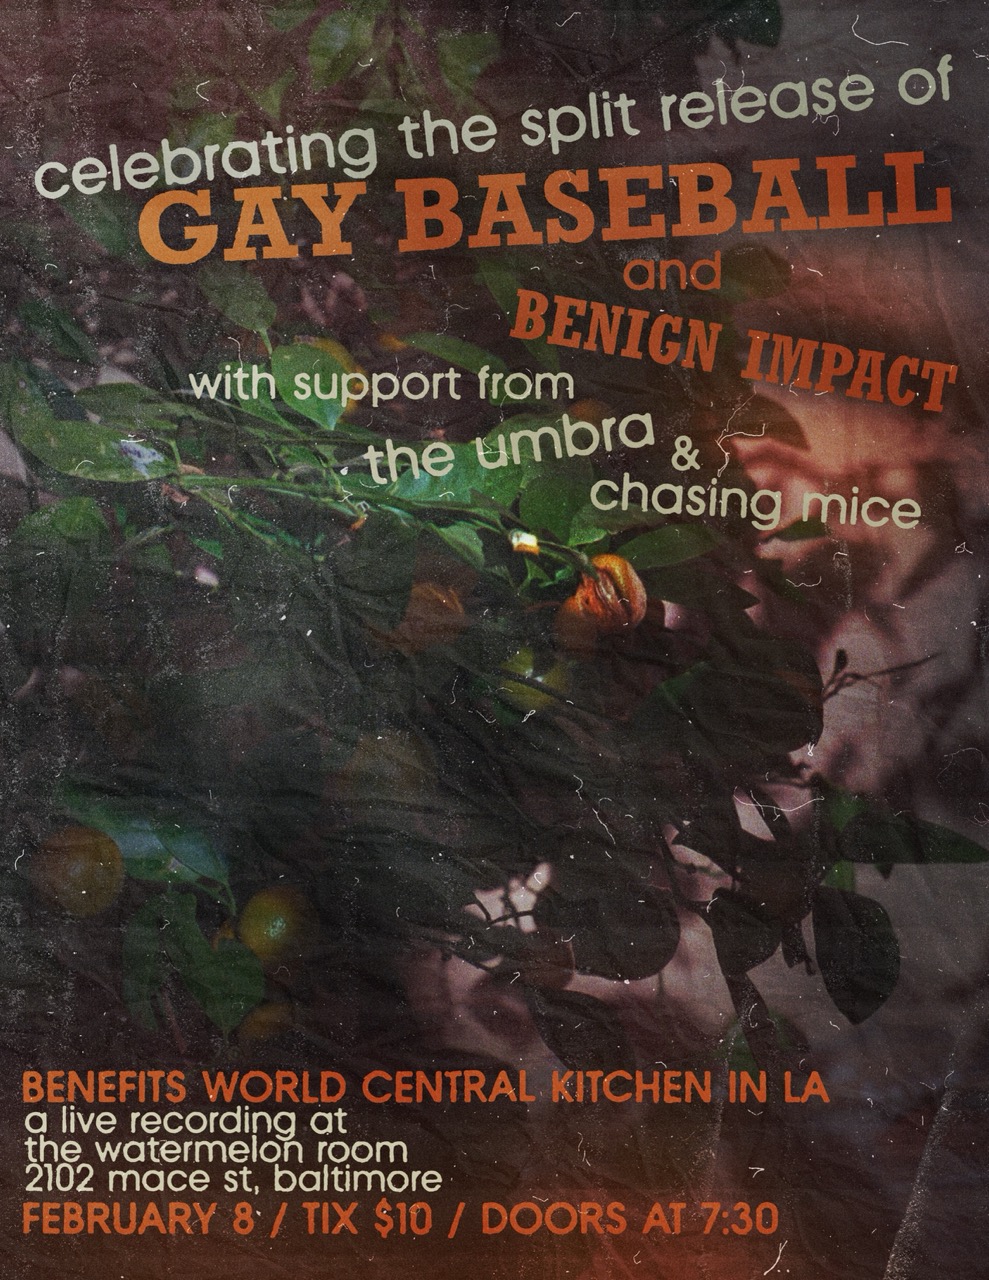 celebrating the split release of
GAY BASEBALL
and
BENIGN IMPACT
with support from
the umbra &
chasing mice
BENEFITS WORLD CENTRAL KITCHEN IN LA
a live recording at
the watermelon room
2102 mace st, baltimore
FEBRUARY 8 / TIX $10 / DOORS AT 7:30